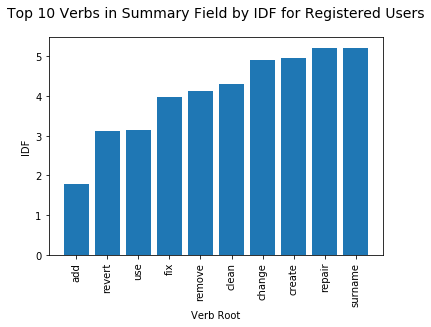 Top 10 Verbs in Summary Field by IDF for Registered Users
5
4
3
2
1
0
IDF
add
revert
use
fix
remove
clean
change
create
repair
surname
Verb Root